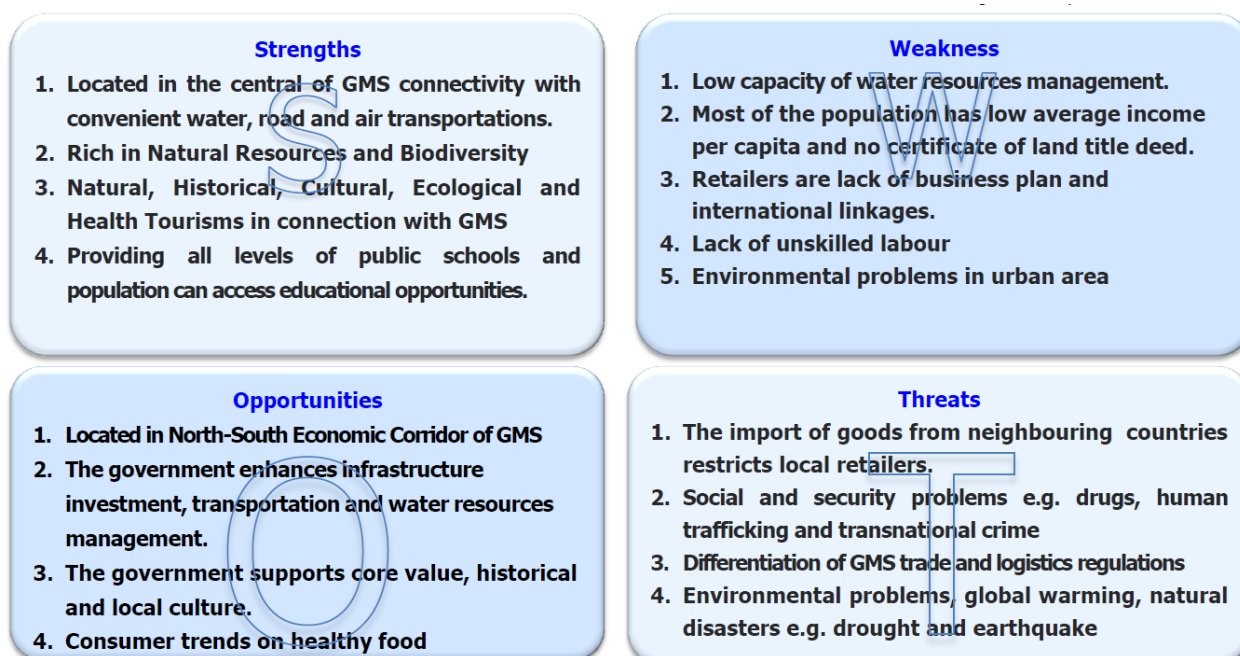 Strengths
1. Located in the central of GMS connectivity with
convenient water, road and air transportations.
2. Rich in Natural Resources and Biodiversity
3. Natural, Historical, Cultural, Ecological and
Health Tourisms in connection with GMS
4. Providing all levels of public schools and
population can access educational opportunities.
S
Weakness
1. Low capacity of water resources management.
2. Most of the population has low average income
per capita and no certificate of land title deed.
3. Retailers are lack of business plan and
international linkages.
4. Lack of unskilled labour
5. Environmental problems in urban area
W
Opportunities
1. Located in North-South Economic Corridor of GMS
2. The government enhances infrastructure
investment, transportation and water resources
management.
3. The government supports core value, historical
and local culture.
4. Consumer trends on healthy food
O
Threats
1. The import of goods from neighbouring countries
restricts local retailers.
2. Social and security problems e.g. drugs, human
trafficking and transnational crime
3. Differentiation of GMS trade and logistics regulations
4. Environmental problems, global warming, natural
disasters e.g. drought and earthquake
T